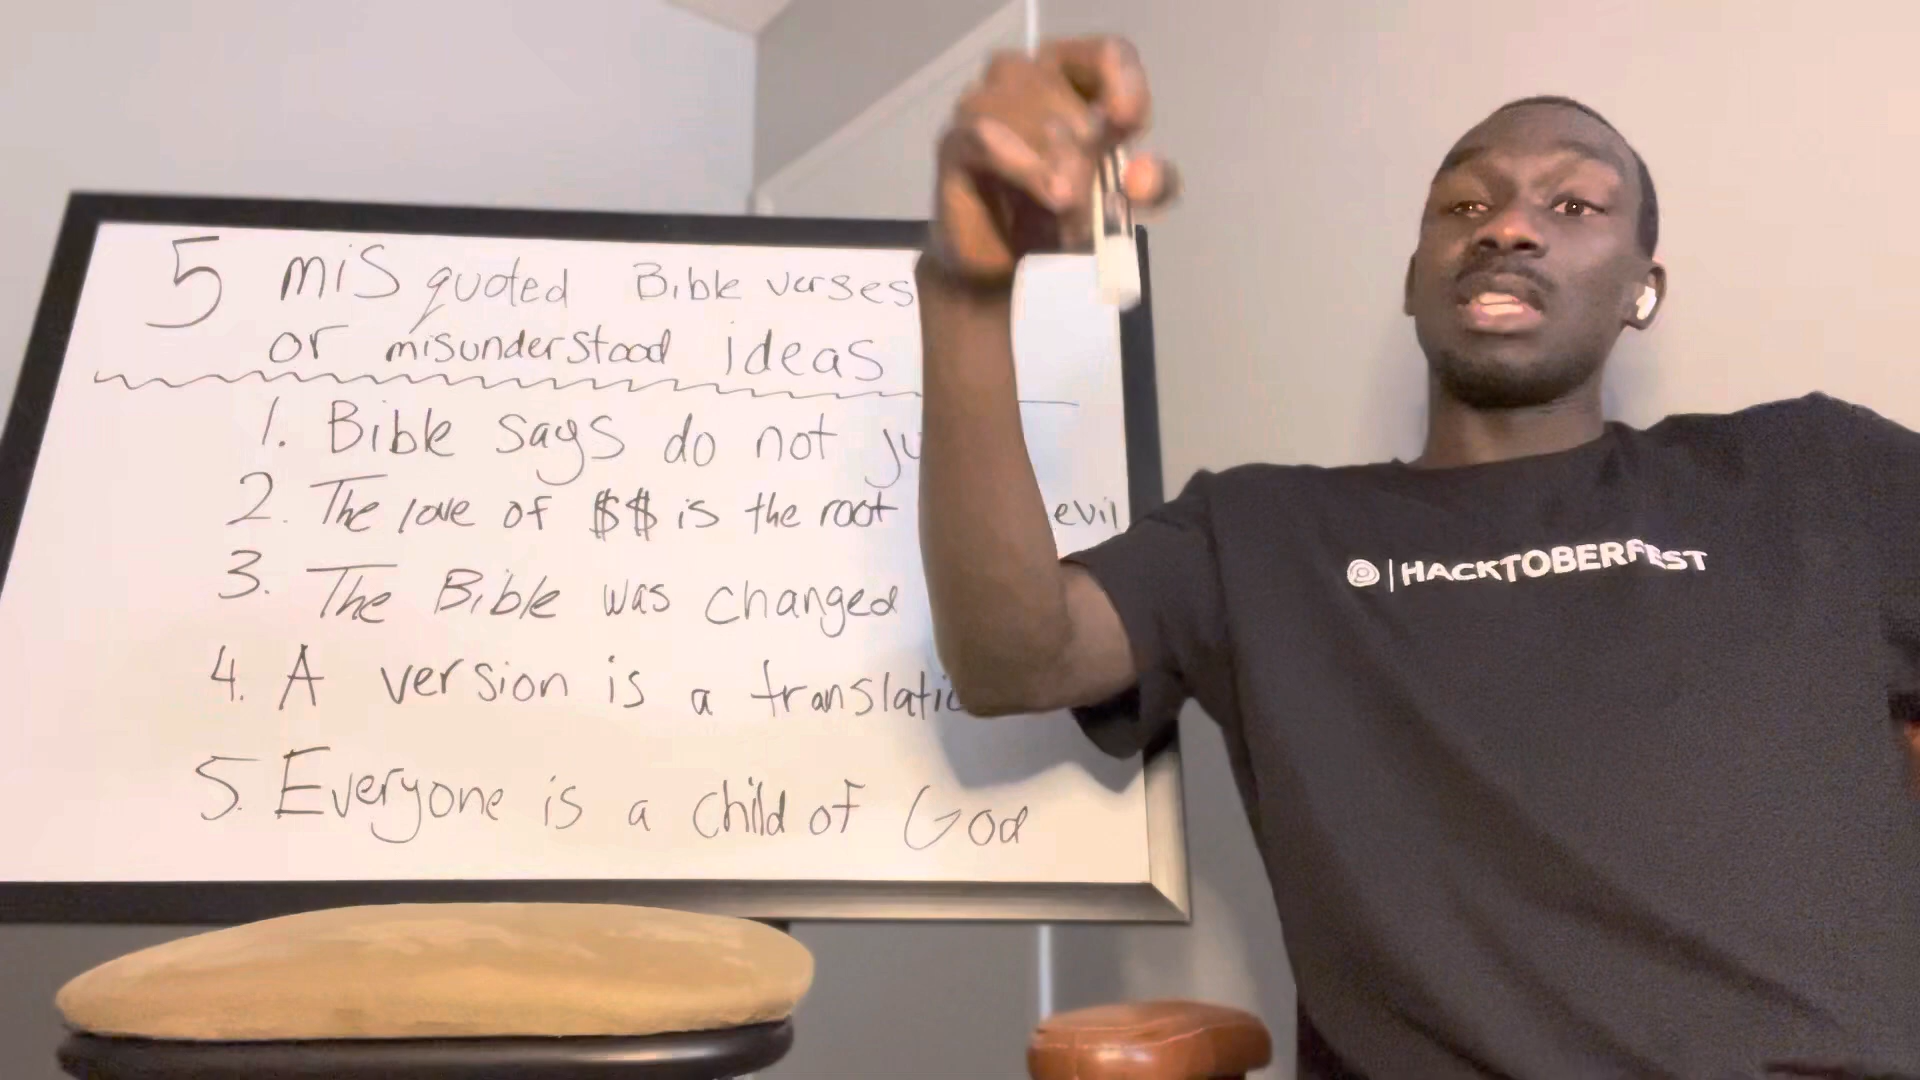 5 misquoted Bible verses
or misunderstood ideas
1. Bible says do not
2. The love of $$ is the root evil
3. The Bible was changed
4. A version is a
5. Everyone is a child of God
HACKTOBERFEST